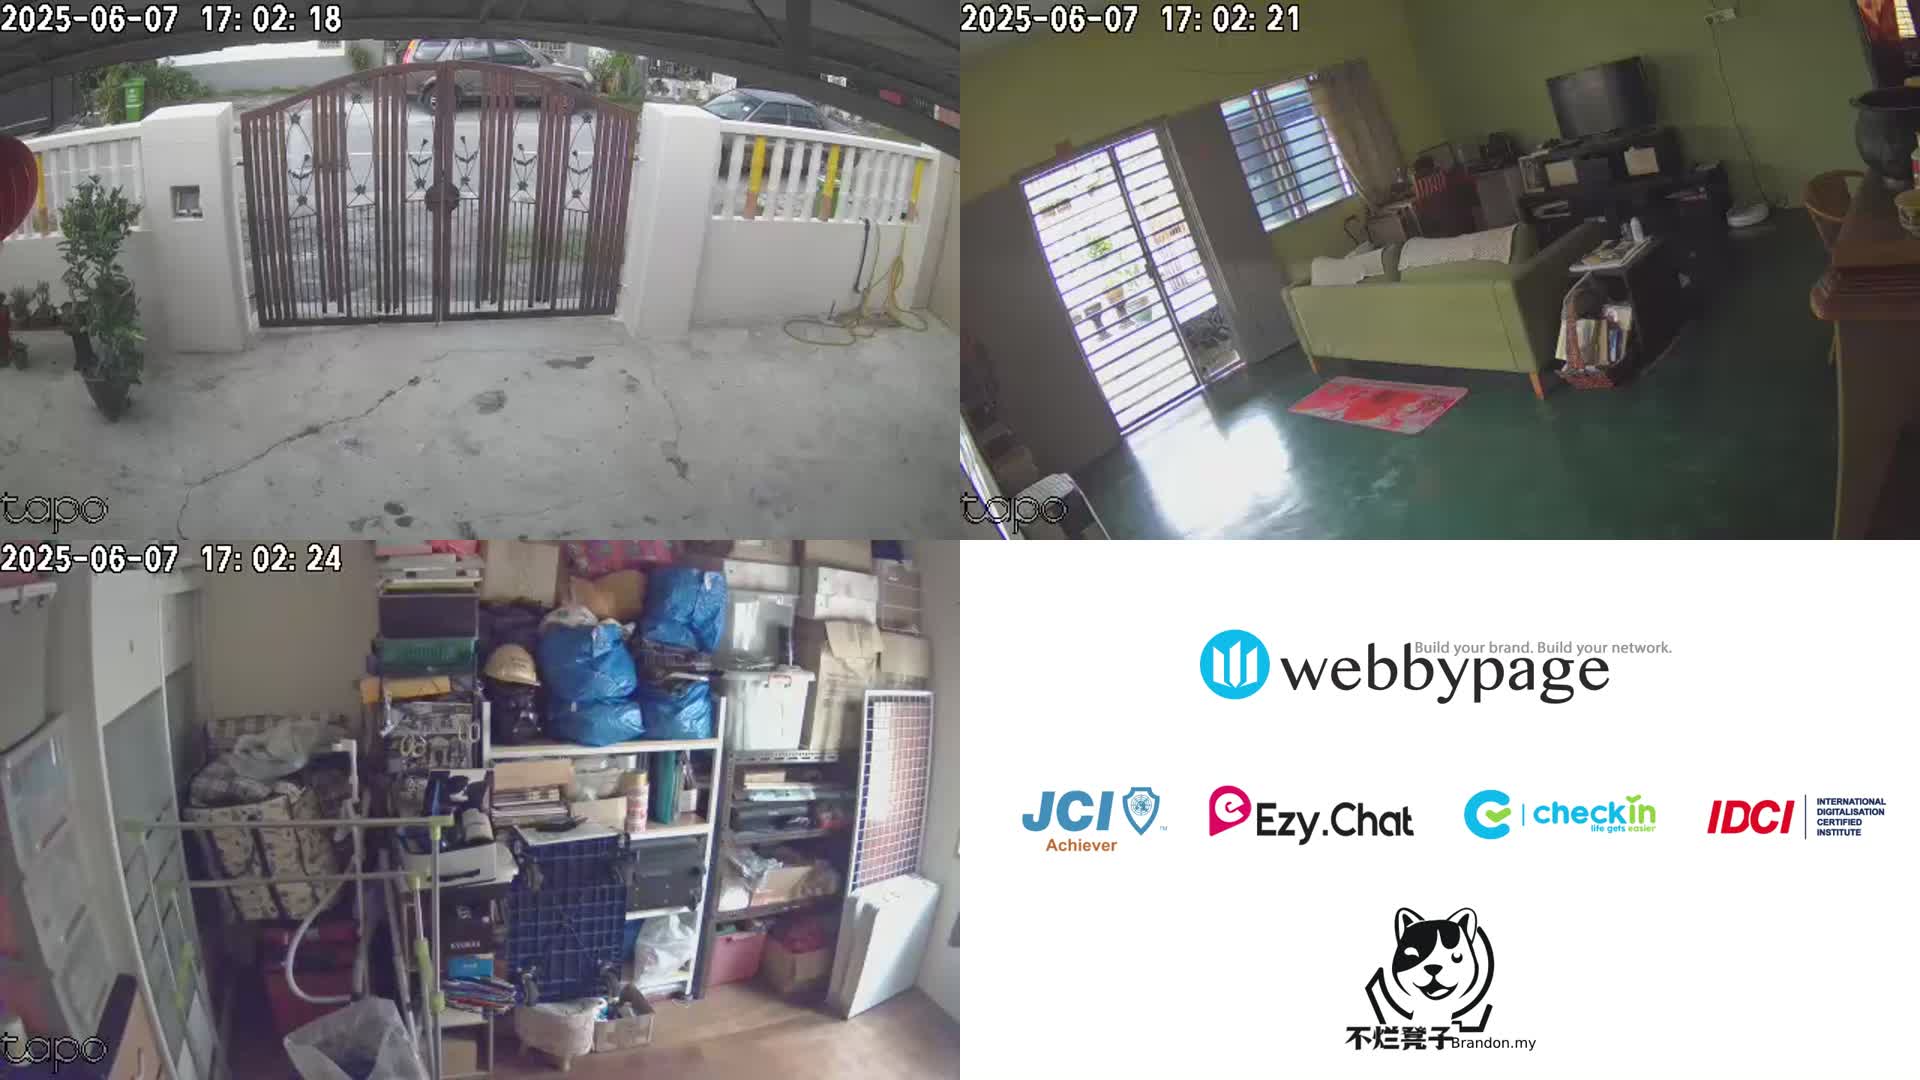 2025-06-07 17:02:18
tapo
2025-06-07 17:02:21
tapo
2025-06-07 17:02:24
KYOKAX
tapo
webbypage
Build your brand. Build your network.
JCI
TM
Achiever
Ezy.Chat
checkin
life gets easier
IDCI
INTERNATIONAL
DIGITALISATION
CERTIFIED
INSTITUTE
不烂凳子
Brandon.my